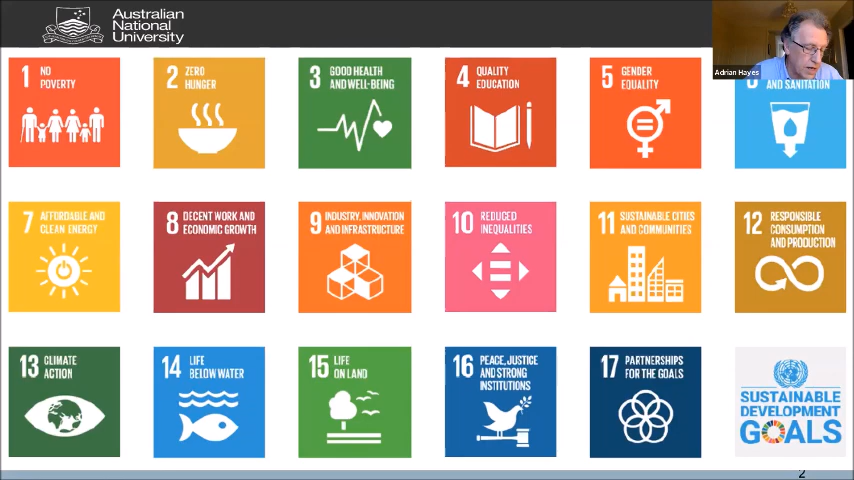 Australian
National
University
Adrian Hayes
1 NO
POVERTY
2 ZERO
HUNGER
3 GOOD HEALTH
AND WELL-BEING
4 QUALITY
EDUCATION
5 GENDER
EQUALITY
AND SANITATION
7 AFFORDABLE AND
CLEAN ENERGY
8 DECENT WORK AND
ECONOMIC GROWTH
9 INDUSTRY, INNOVATION
AND INFRASTRUCTURE
10 REDUCED
INEQUALITIES
11 SUSTAINABLE CITIES
AND COMMUNITIES
12 RESPONSIBLE
CONSUMPTION
AND PRODUCTION
13 CLIMATE
ACTION
14 LIFE
BELOW WATER
15 LIFE
ON LAND
16 PEACE, JUSTICE
AND STRONG
INSTITUTIONS
17 PARTNERSHIPS
FOR THE GOALS
SUSTAINABLE
DEVELOPMENT
GOALS
2